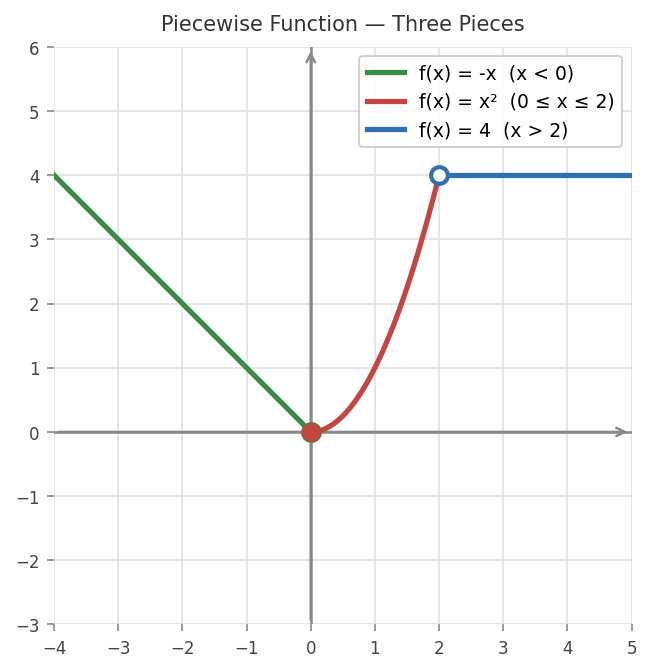 Piecewise Function — Three Pieces
f(x) = -x (x < 0)
f(x) = x² (0 ≤ x ≤ 2)
f(x) = 4 (x > 2)
6
5
4
3
2
1
0
−1
−2
−3
−4 −3 −2 −1 0 1 2 3 4 5